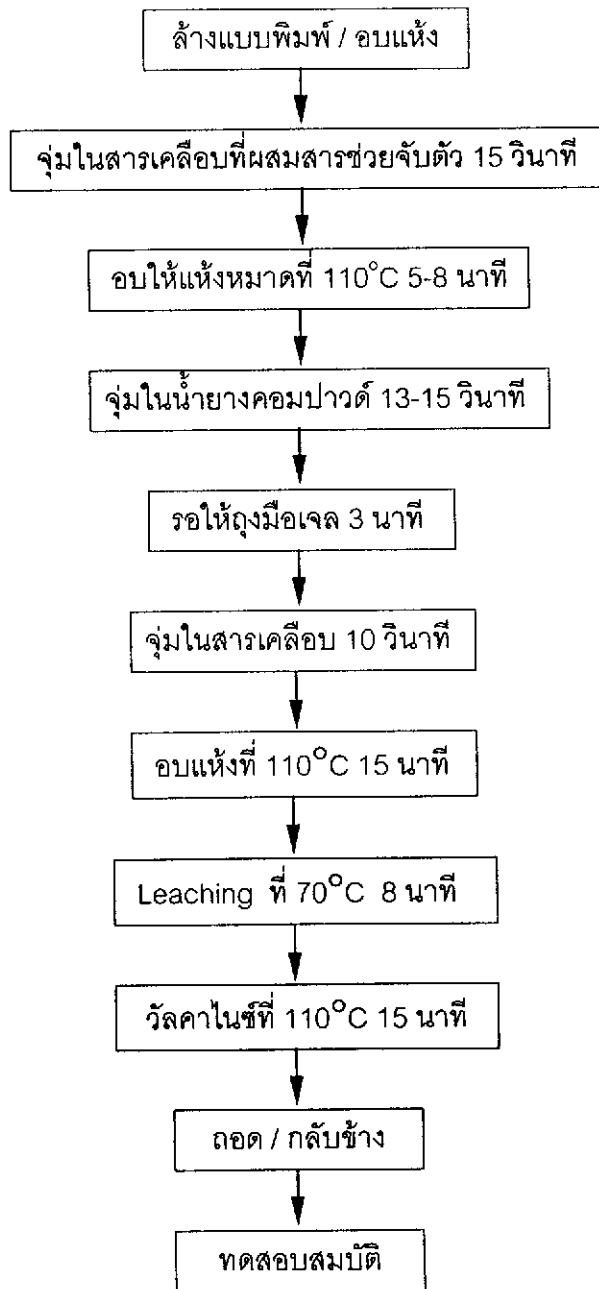 ล้างแบบพิมพ์ / อบแห้ง
จุ่มในสารเคลือบที่ผสมสารช่วยจับตัว 15 วินาที
อบให้แห้งหมาดที่ 110°C 5-8 นาที
จุ่มในน้ำยางคอมปาวด์ 13-15 วินาที
รอให้ถุงมือเจล 3 นาที
จุ่มในสารเคลือบ 10 วินาที
อบแห้งที่ 110°C 15 นาที
Leaching ที่ 70°C 8 นาที
วัลคาไนซ์ที่ 110°C 15 นาที
ถอด / กลับข้าง
ทดสอบสมบัติ